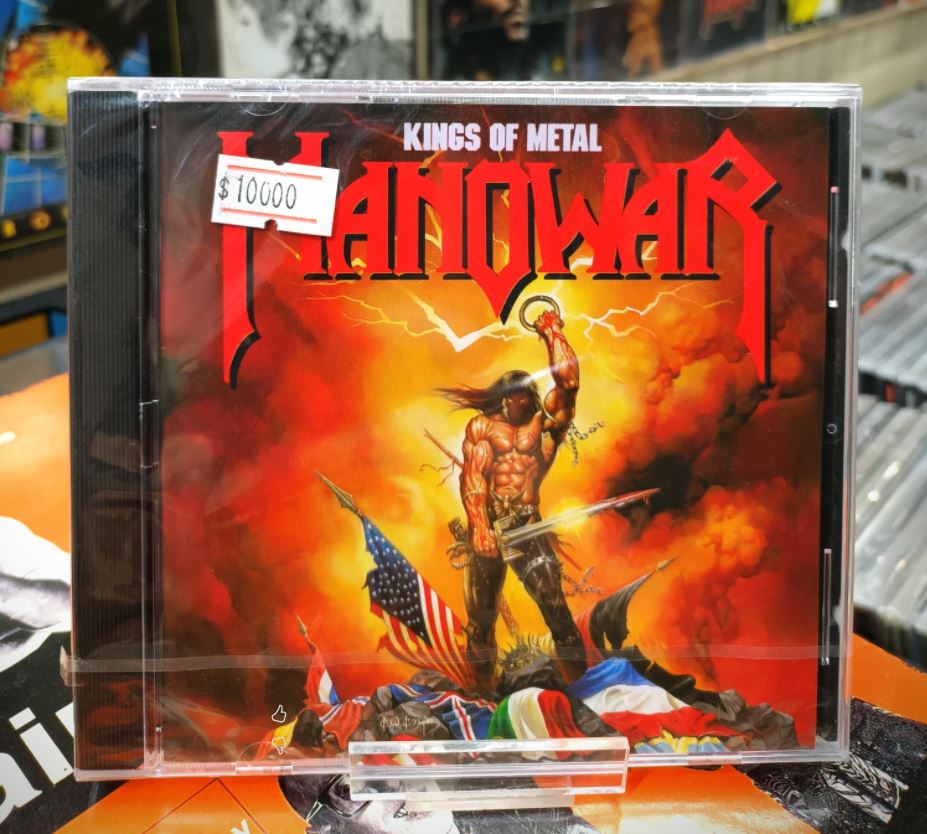 KINGS OF METAL
MANOWAR
$10000